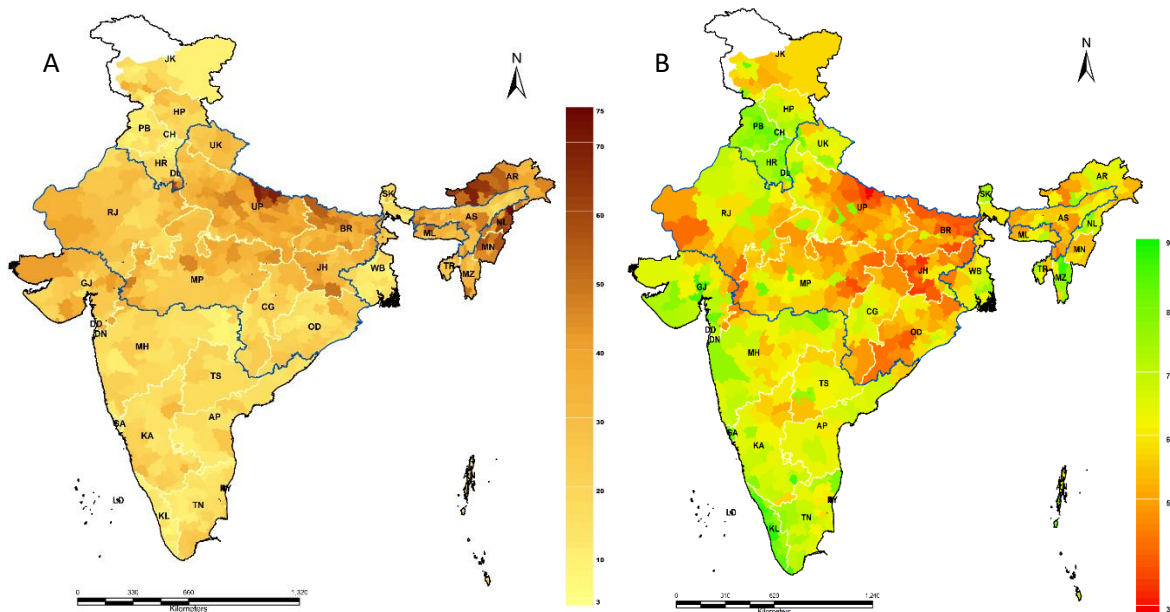 A
N
JK
HP
PB
CH
UK
HR
DL
RJ
UP
SK
AR
AS
NL
BR
ML
MN
TR
MZ
JH
WB
GJ
MP
CG
OD
DD
DN
MH
TS
AP
KA
TN
KL
LD
75
70
60
50
40
30
20
10
3
0
330
660
1,320
Kilometers
B
N
JK
HP
PB
CH
UK
HR
DL
RJ
UP
SK
AR
AS
NL
BR
ML
MN
TR
MZ
JH
WB
GJ
MP
CG
OD
DD
DN
MH
TS
AP
KA
TN
KL
LD
9
8
7
6
5
3
0
310
620
1,240
Kilometers